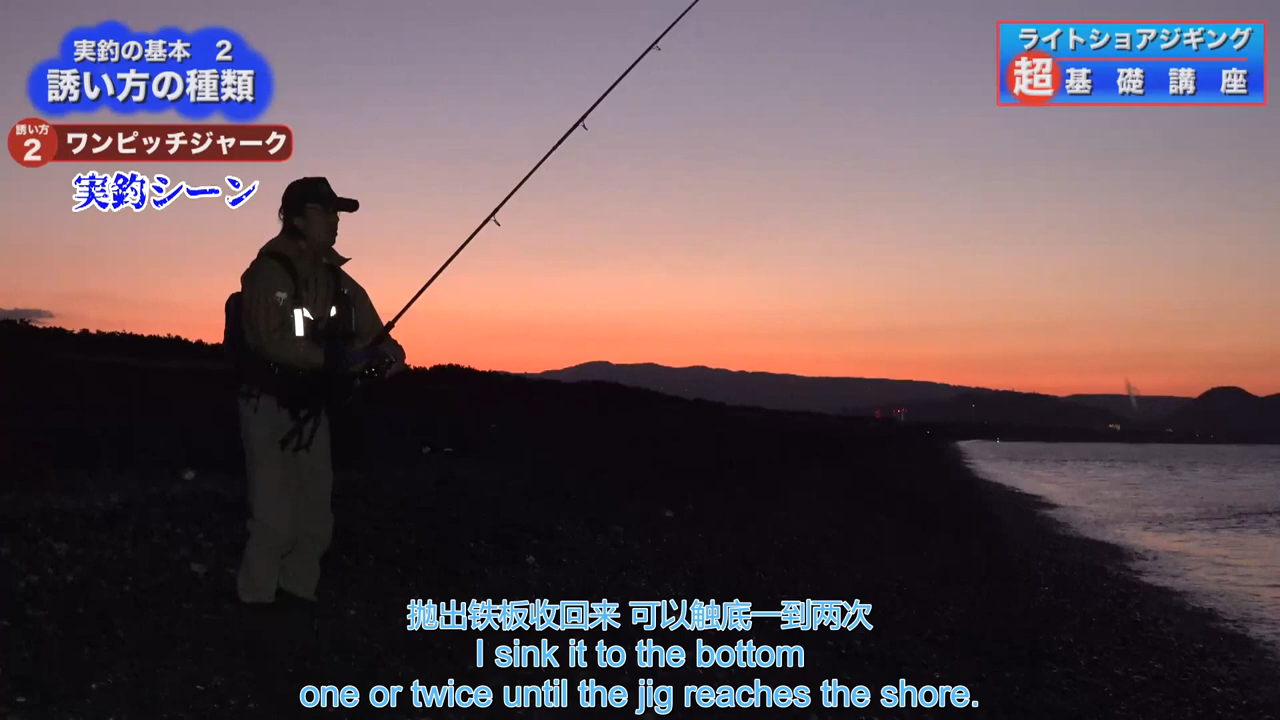 実釣の基本 2
誘い方の種類
誘い方
2 ワンピッチジャーク
実釣シーン
ライトショアジギング
超基礎講座
抛出铁板收回来 可以触底一到两次
I sink it to the bottom
one or twice until the jig reaches the shore.